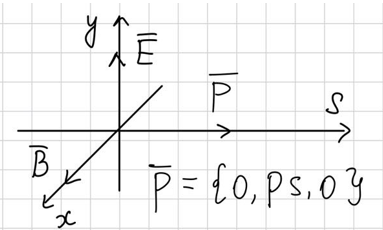 y
E̅
P̅
S
B̅
x
p̅ = {0, ps, 0}